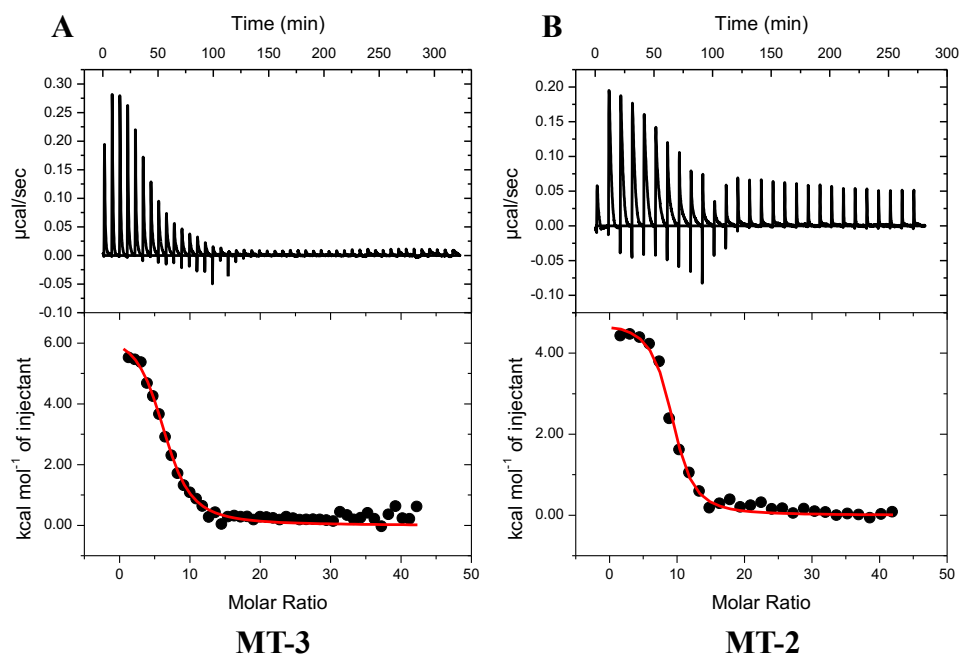 A
Time (min)
0 50 100 150 200 250 300
0.30
0.25
0.20
0.15
0.10
0.05
0.00
-0.05
-0.10
µcal/sec
6.00
4.00
2.00
0.00
kcal mol⁻¹ of injectant
0 10 20 30 40 50
Molar Ratio
MT-3
B
Time (min)
0 50 100 150 200 250 300
0.20
0.15
0.10
0.05
0.00
-0.05
-0.10
µcal/sec
4.00
2.00
0.00
kcal mol⁻¹ of injectant
0 10 20 30 40 50
Molar Ratio
MT-2